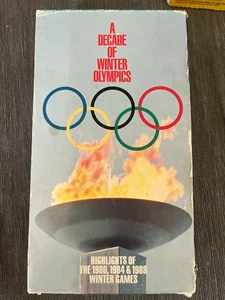 A
DECADE
OF
WINTER
OLYMPICS
HIGHLIGHTS OF
THE 1980, 1984 & 1988
WINTER GAMES